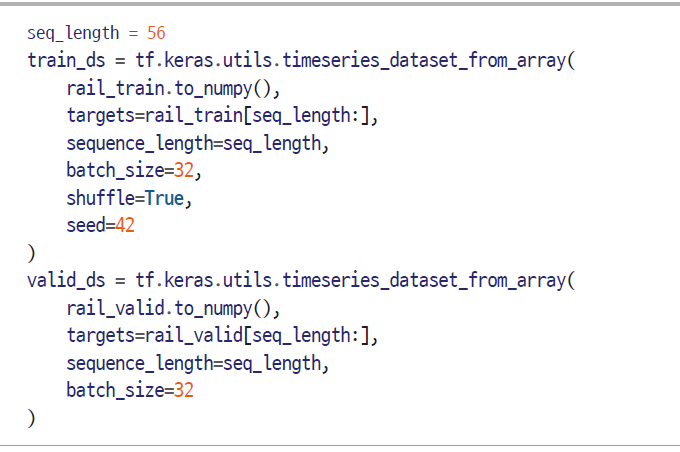 seq_length = 56
train_ds = tf.keras.utils.timeseries_dataset_from_array(
    rail_train.to_numpy(),
    targets=rail_train[seq_length:],
    sequence_length=seq_length,
    batch_size=32,
    shuffle=True,
    seed=42
)
valid_ds = tf.keras.utils.timeseries_dataset_from_array(
    rail_valid.to_numpy(),
    targets=rail_valid[seq_length:],
    sequence_length=seq_length,
    batch_size=32
)